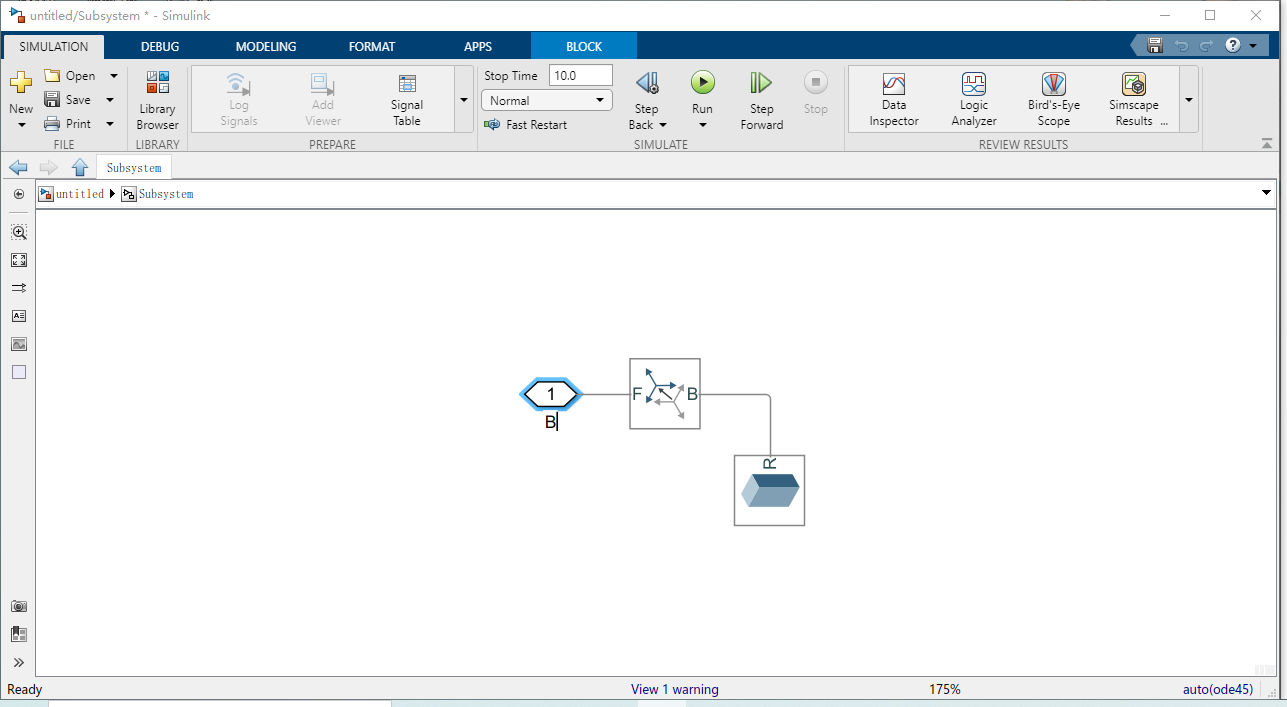 untitled/Subsystem * - Simulink
SIMULATION DEBUG MODELING FORMAT APPS BLOCK
New
Open
Save
Print
FILE
Library
Browser
LIBRARY
Log
Signals
Add
Viewer
Signal
Table
PREPARE
Stop Time 10.0
Normal
Fast Restart
Step
Back
Run
Step
Forward
Stop
SIMULATE
Data
Inspector
Logic
Analyzer
Bird's-Eye
Scope
Simscape
Results ...
REVIEW RESULTS
Subsystem
untitled Subsystem
1
B
F B
R
Ready View 1 warning 175% auto(ode45)